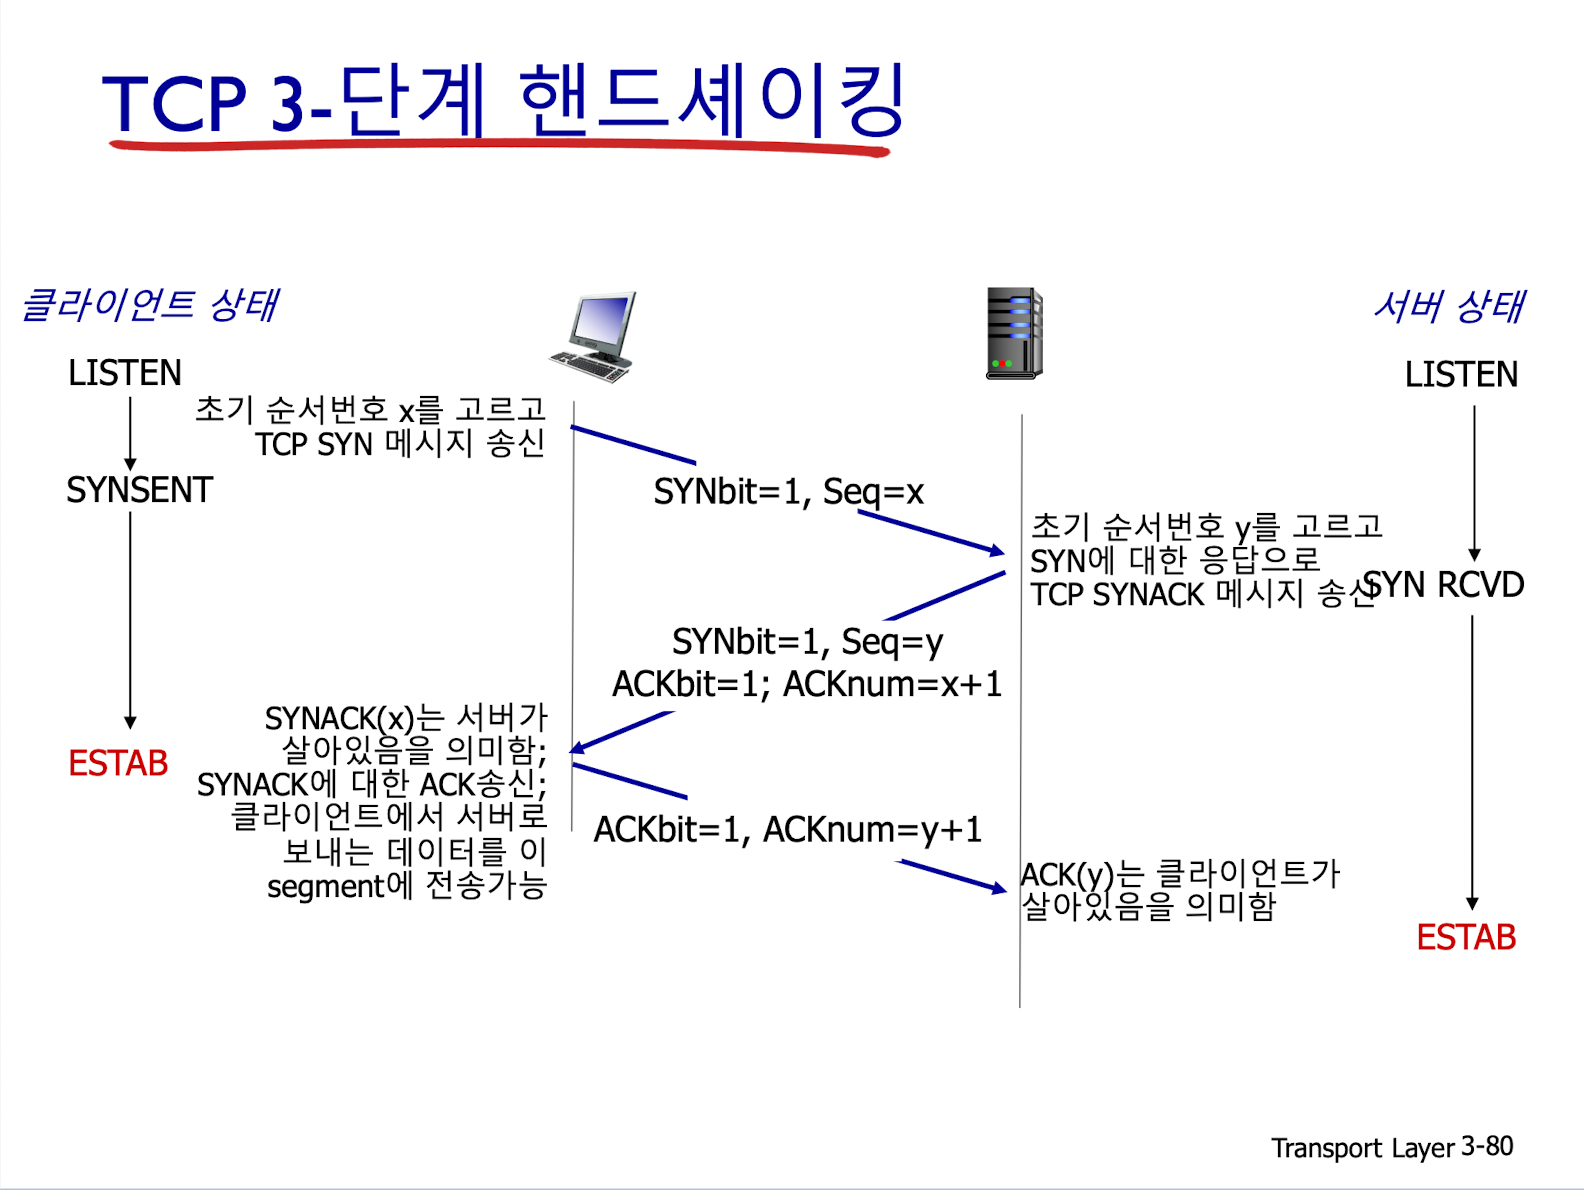 TCP 3-단계 핸드셰이킹
클라이언트 상태
서버 상태
LISTEN
LISTEN
초기 순서번호 x를 고르고
TCP SYN 메시지 송신
SYNSENT
SYNbit=1, Seq=x
초기 순서번호 y를 고르고
SYN에 대한 응답으로
TCP SYNACK 메시지 송신
SYN RCVD
SYNbit=1, Seq=y
ACKbit=1; ACKnum=x+1
SYNACK(x)는 서버가
살아있음을 의미함;
SYNACK에 대한 ACK송신;
클라이언트에서 서버로
보내는 데이터를 이
segment에 전송가능
ESTAB
ACKbit=1, ACKnum=y+1
ACK(y)는 클라이언트가
살아있음을 의미함
ESTAB
Transport Layer 3-80